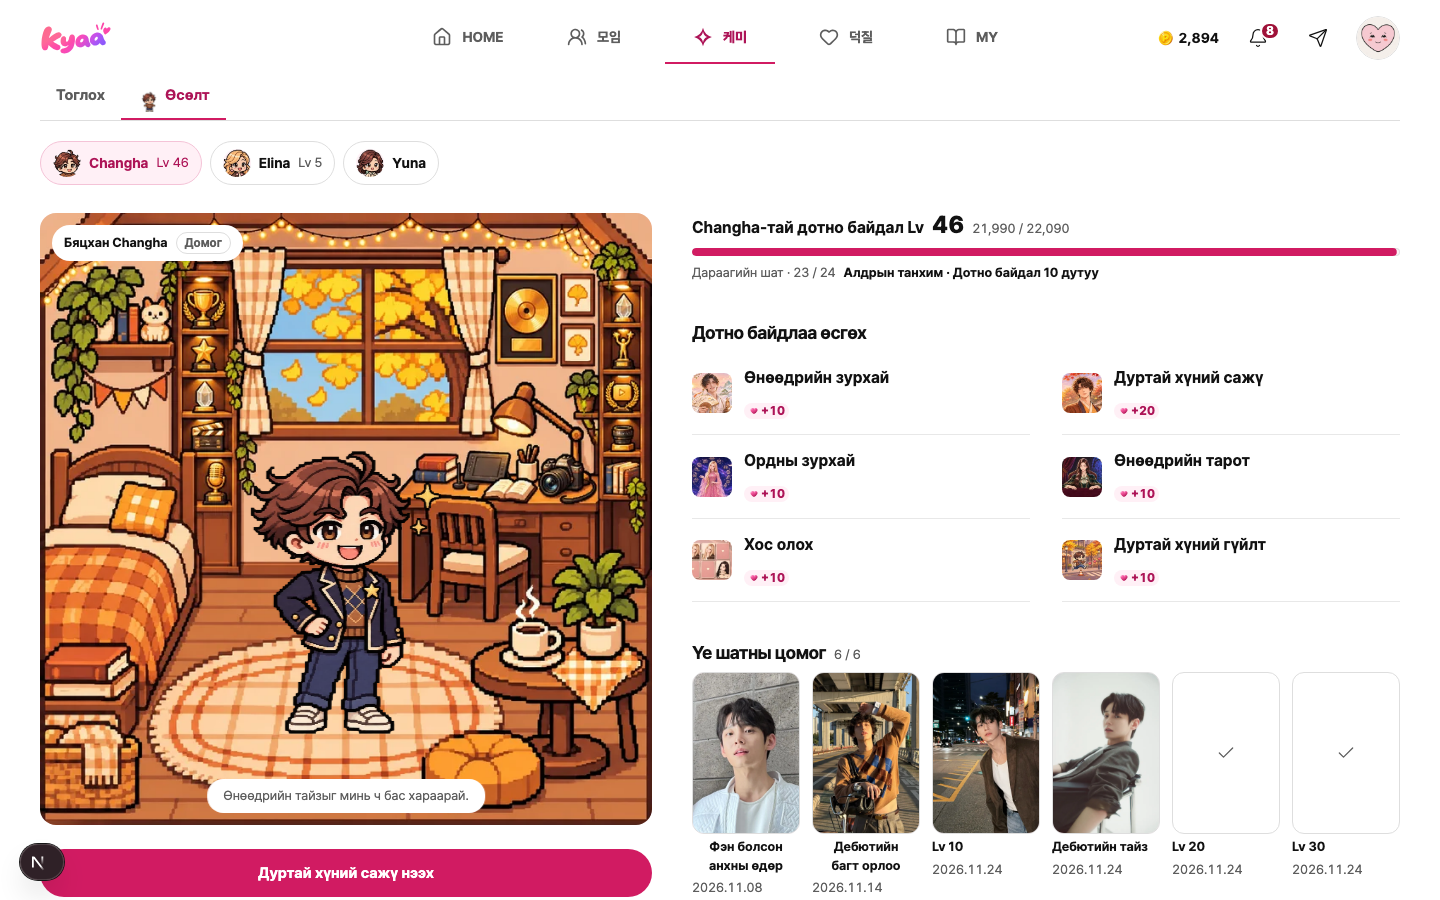 kyaa
HOME
모임
케미
덕질
MY
2,894
8
Тоглох
Өсөлт
Changha Lv 46
Elina Lv 5
Yuna
Бяцхан Changha Домог
Өнөөдрийн тайзыг минь ч бас хараарай.
Дуртай хүний сажү нээх
N
Changha-тай дотно байдал Lv 46 21,990 / 22,090
Дараагийн шат · 23 / 24 Алдрын танхим · Дотно байдал 10 дутуу
Дотно байдлаа өсгөх
Өнөөдрийн зурхай
+10
Дуртай хүний сажү
+20
Ордны зурхай
+10
Өнөөдрийн тарот
+10
Хос олох
+10
Дуртай хүний гүйлт
+10
Үе шатны цомог 6 / 6
Фэн болсон
анхны өдөр
2026.11.08
Дебютийн
багт орлоо
2026.11.14
Lv 10
2026.11.24
Дебютийн тайз
2026.11.24
Lv 20
2026.11.24
Lv 30
2026.11.24